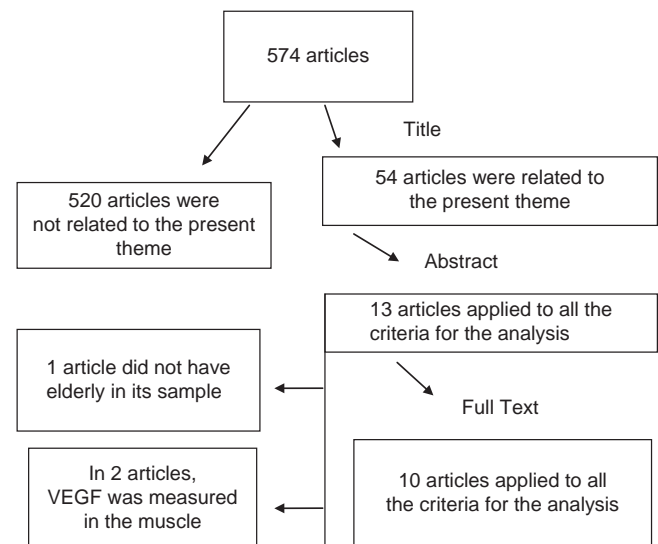 574 articles
Title
520 articles were
not related to the present
theme
54 articles were related to
the present theme
Abstract
13 articles applied to all the
criteria for the analysis
1 article did not have
elderly in its sample
Full Text
In 2 articles,
VEGF was measured
in the muscle
10 articles applied to all
the criteria for the analysis